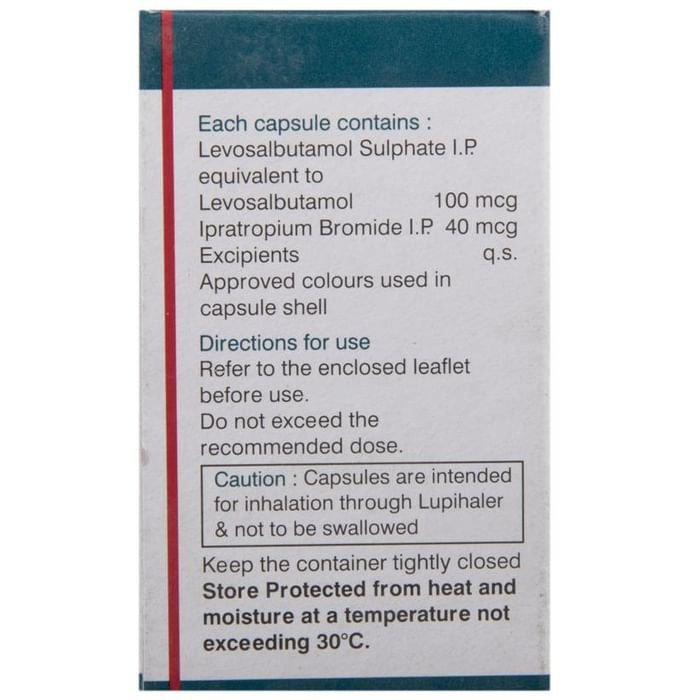 Each capsule contains :
Levosalbutamol Sulphate I.P.
equivalent to
Levosalbutamol 100 mcg
Ipratropium Bromide I.P. 40 mcg
Excipients q.s.
Approved colours used in
capsule shell
Directions for use
Refer to the enclosed leaflet
before use.
Do not exceed the
recommended dose.
Caution : Capsules are intended
for inhalation through Lupihaler
& not to be swallowed
Keep the container tightly closed
Store Protected from heat and
moisture at a temperature not
exceeding 30°C.